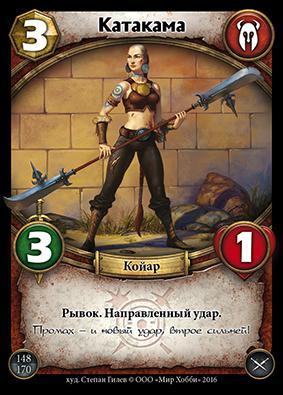 3
Катакама
3
1
Койар
Рывок. Направленный удар.
Промах — и новый удар, втрое сильней!
148
170
худ. Степан Гилев © ООО «Мир Хобби» 2016